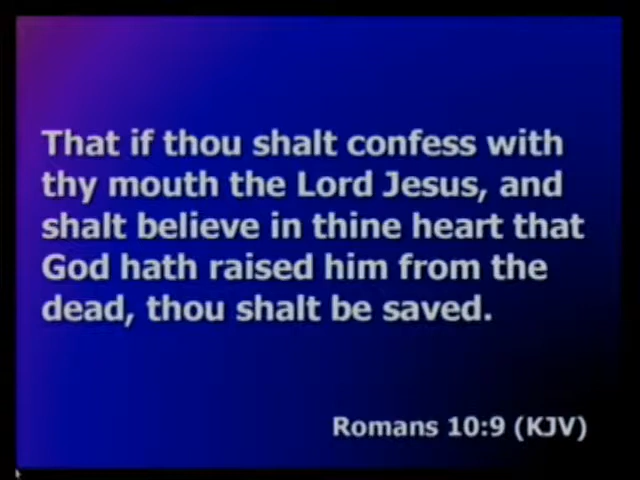 That if thou shalt confess with
thy mouth the Lord Jesus, and
shalt believe in thine heart that
God hath raised him from the
dead, thou shalt be saved.
Romans 10:9 (KJV)